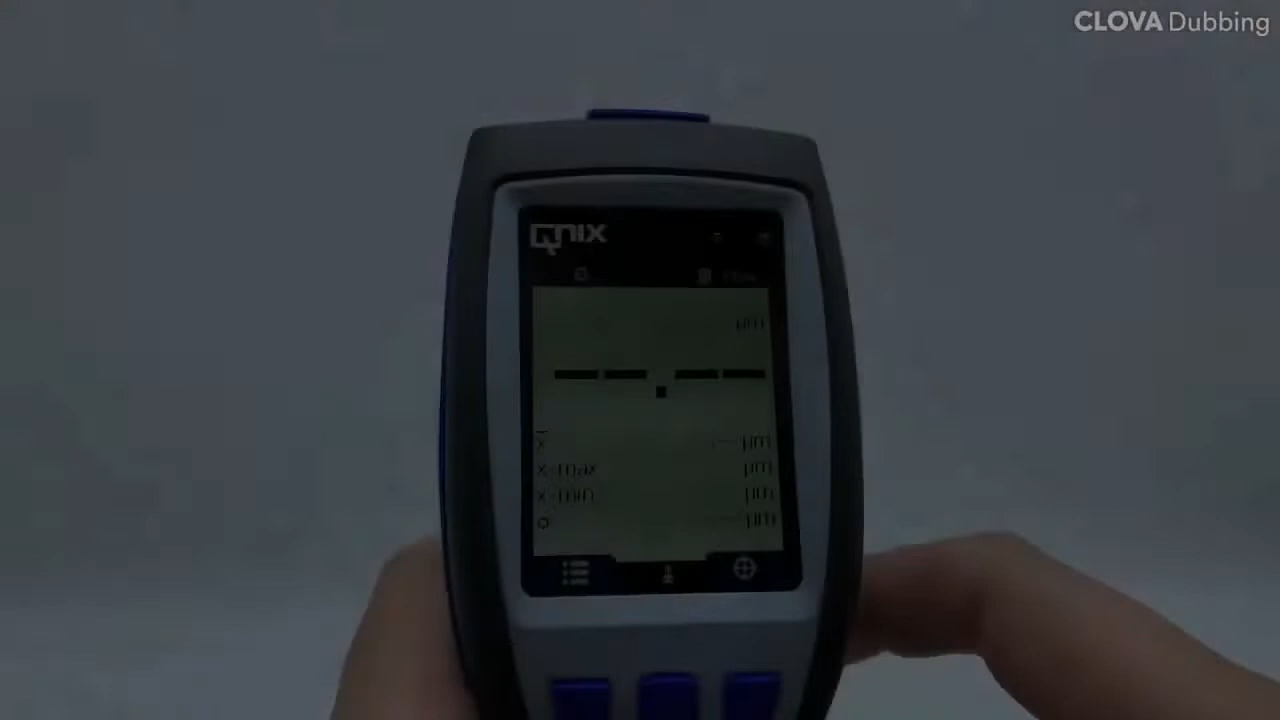 CLOVA Dubbing
QNIX
µm
--.--
x̄ --- µm
x-max µm
x-min µm
σ --- µm